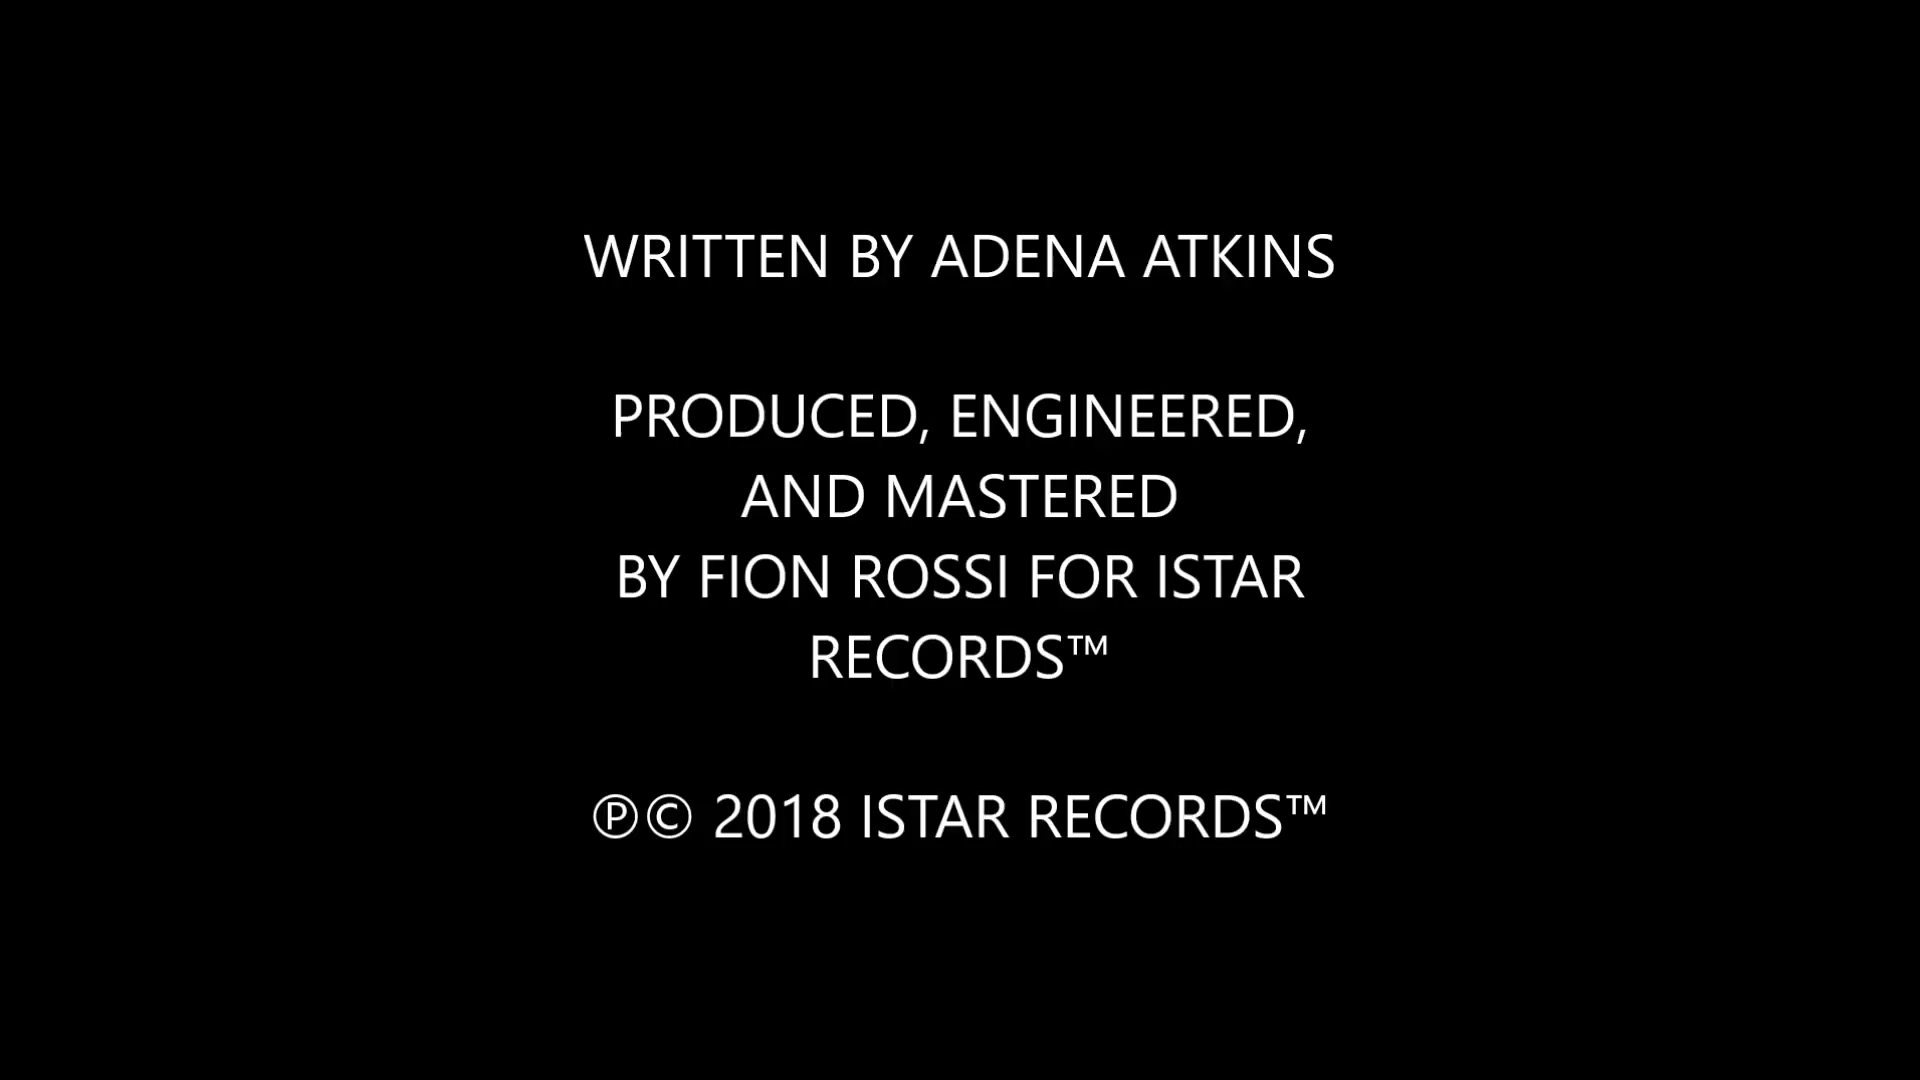 WRITTEN BY ADENA ATKINS
PRODUCED, ENGINEERED,
AND MASTERED
BY FION ROSSI FOR ISTAR
RECORDS™
℗© 2018 ISTAR RECORDS™